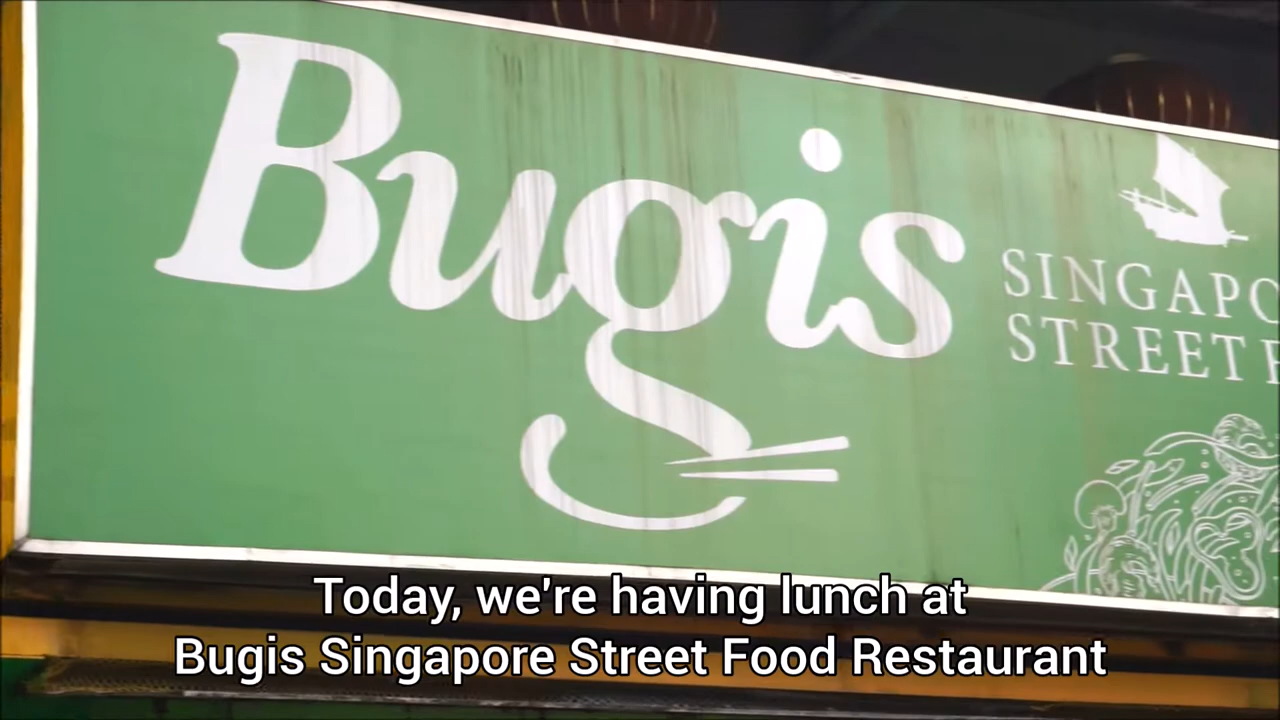 Bugis
SINGAPO
STREET F
Today, we're having lunch at
Bugis Singapore Street Food Restaurant